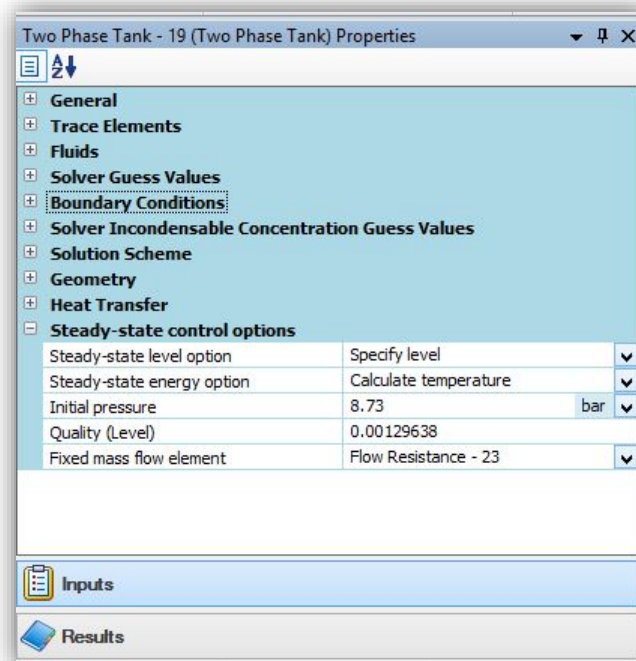 Two Phase Tank - 19 (Two Phase Tank) Properties
General
Trace Elements
Fluids
Solver Guess Values
Boundary Conditions
Solver Incondensable Concentration Guess Values
Solution Scheme
Geometry
Heat Transfer
Steady-state control options
Steady-state level option Specify level
Steady-state energy option Calculate temperature
Initial pressure 8.73 bar
Quality (Level) 0.00129638
Fixed mass flow element Flow Resistance - 23
Inputs
Results